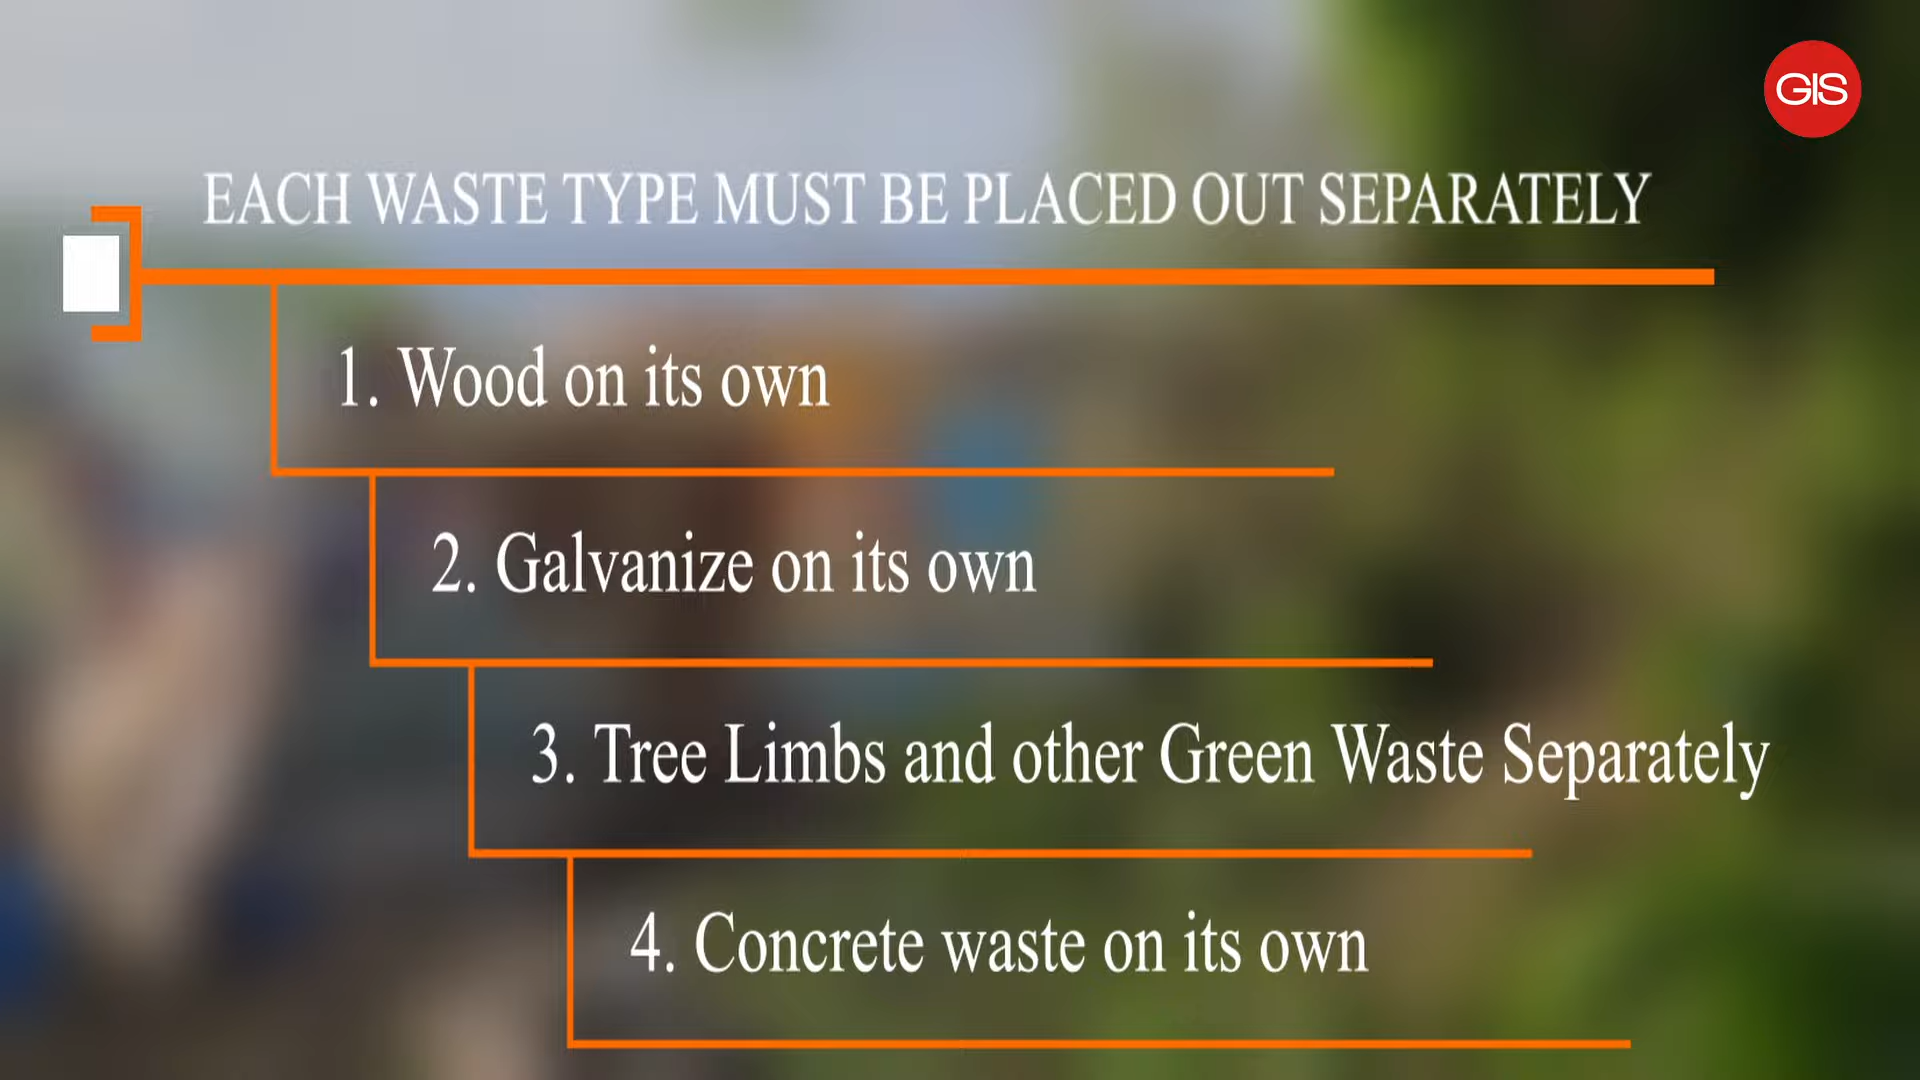 GIS
EACH WASTE TYPE MUST BE PLACED OUT SEPARATELY
1. Wood on its own
2. Galvanize on its own
3. Tree Limbs and other Green Waste Separately
4. Concrete waste on its own